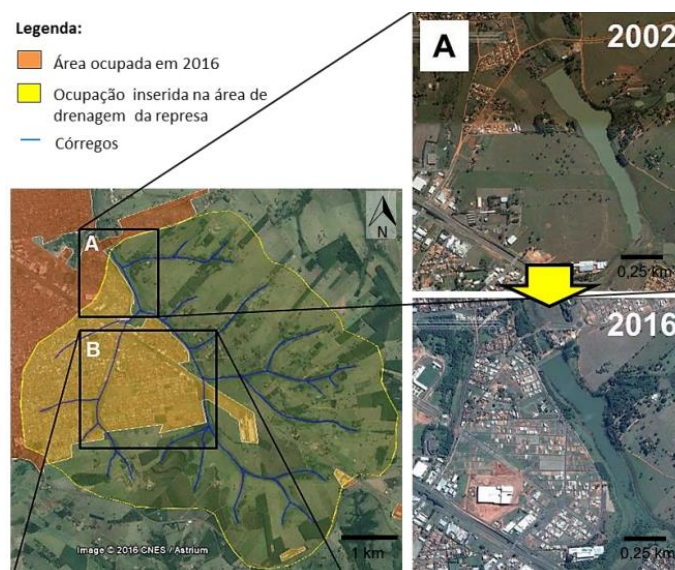 Legenda:
Área ocupada em 2016
Ocupação inserida na área de
drenagem da represa
Córregos
A
2002
0,25 km
A
N
B
Image © 2016 CNES / Astrium
1 km
2016
0,25 km